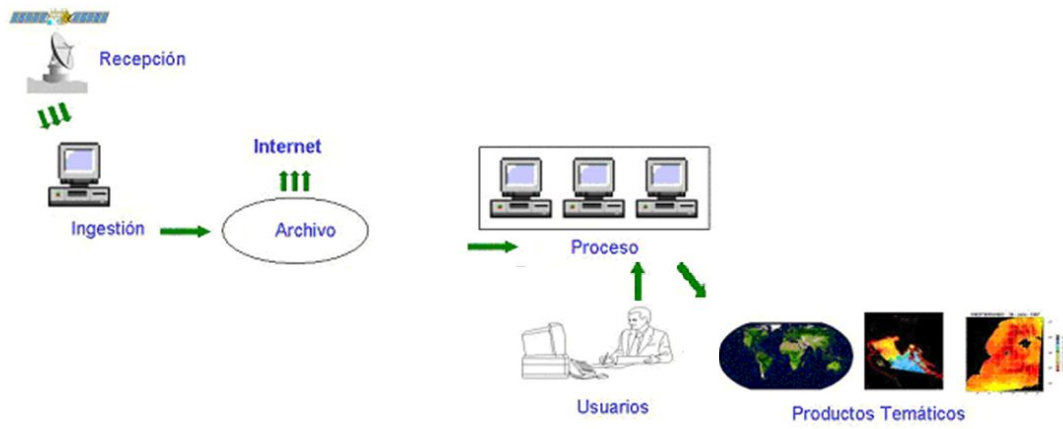 Recepción
Internet
Ingestión
Archivo
Proceso
Usuarios
Productos Temáticos